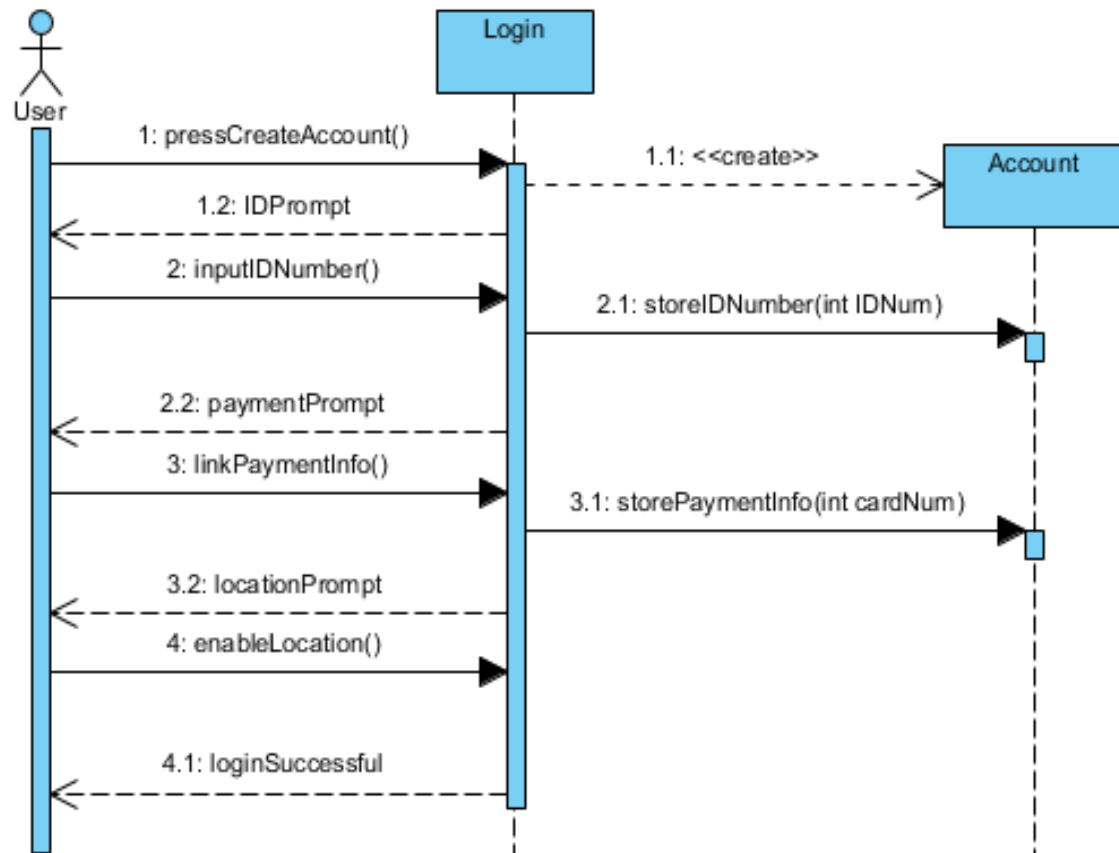 Login
User
1: pressCreateAccount()
1.1: <<create>>
Account
1.2: IDPrompt
2: inputIDNumber()
2.1: storeIDNumber(int IDNum)
2.2: paymentPrompt
3: linkPaymentInfo()
3.1: storePaymentInfo(int cardNum)
3.2: locationPrompt
4: enableLocation()
4.1: loginSuccessful